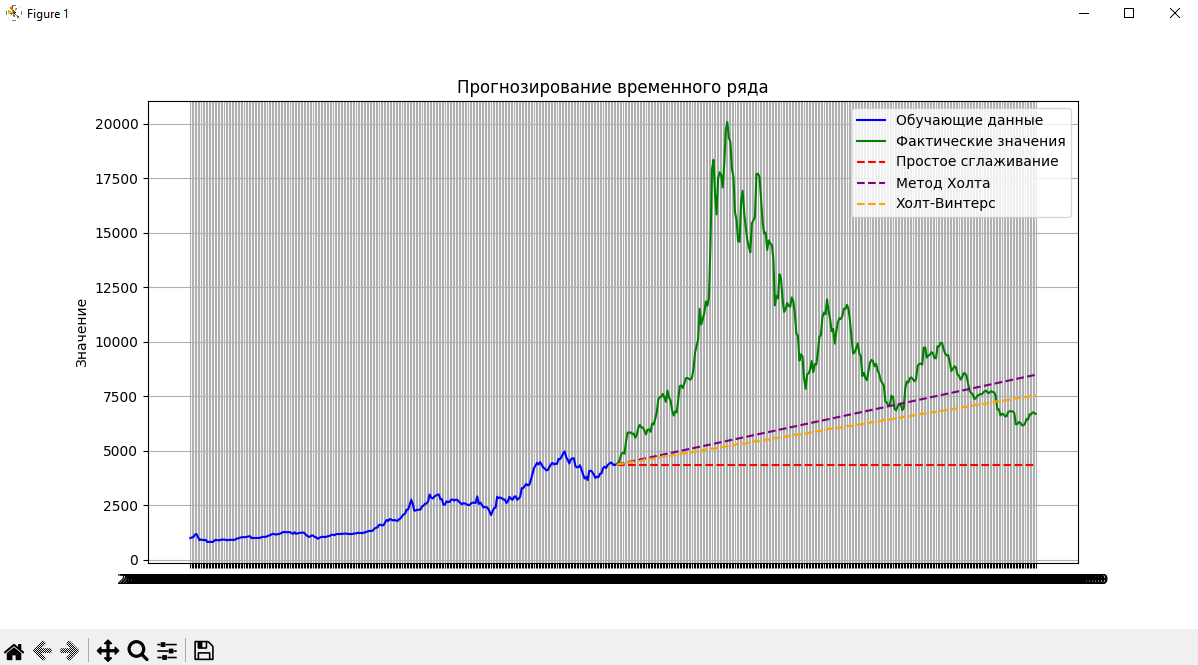 Figure 1
Прогнозирование временного ряда
Обучающие данные
Фактические значения
Простое сглаживание
Метод Холта
Холт-Винтерс
Значение
20000
17500
15000
12500
10000
7500
5000
2500
0